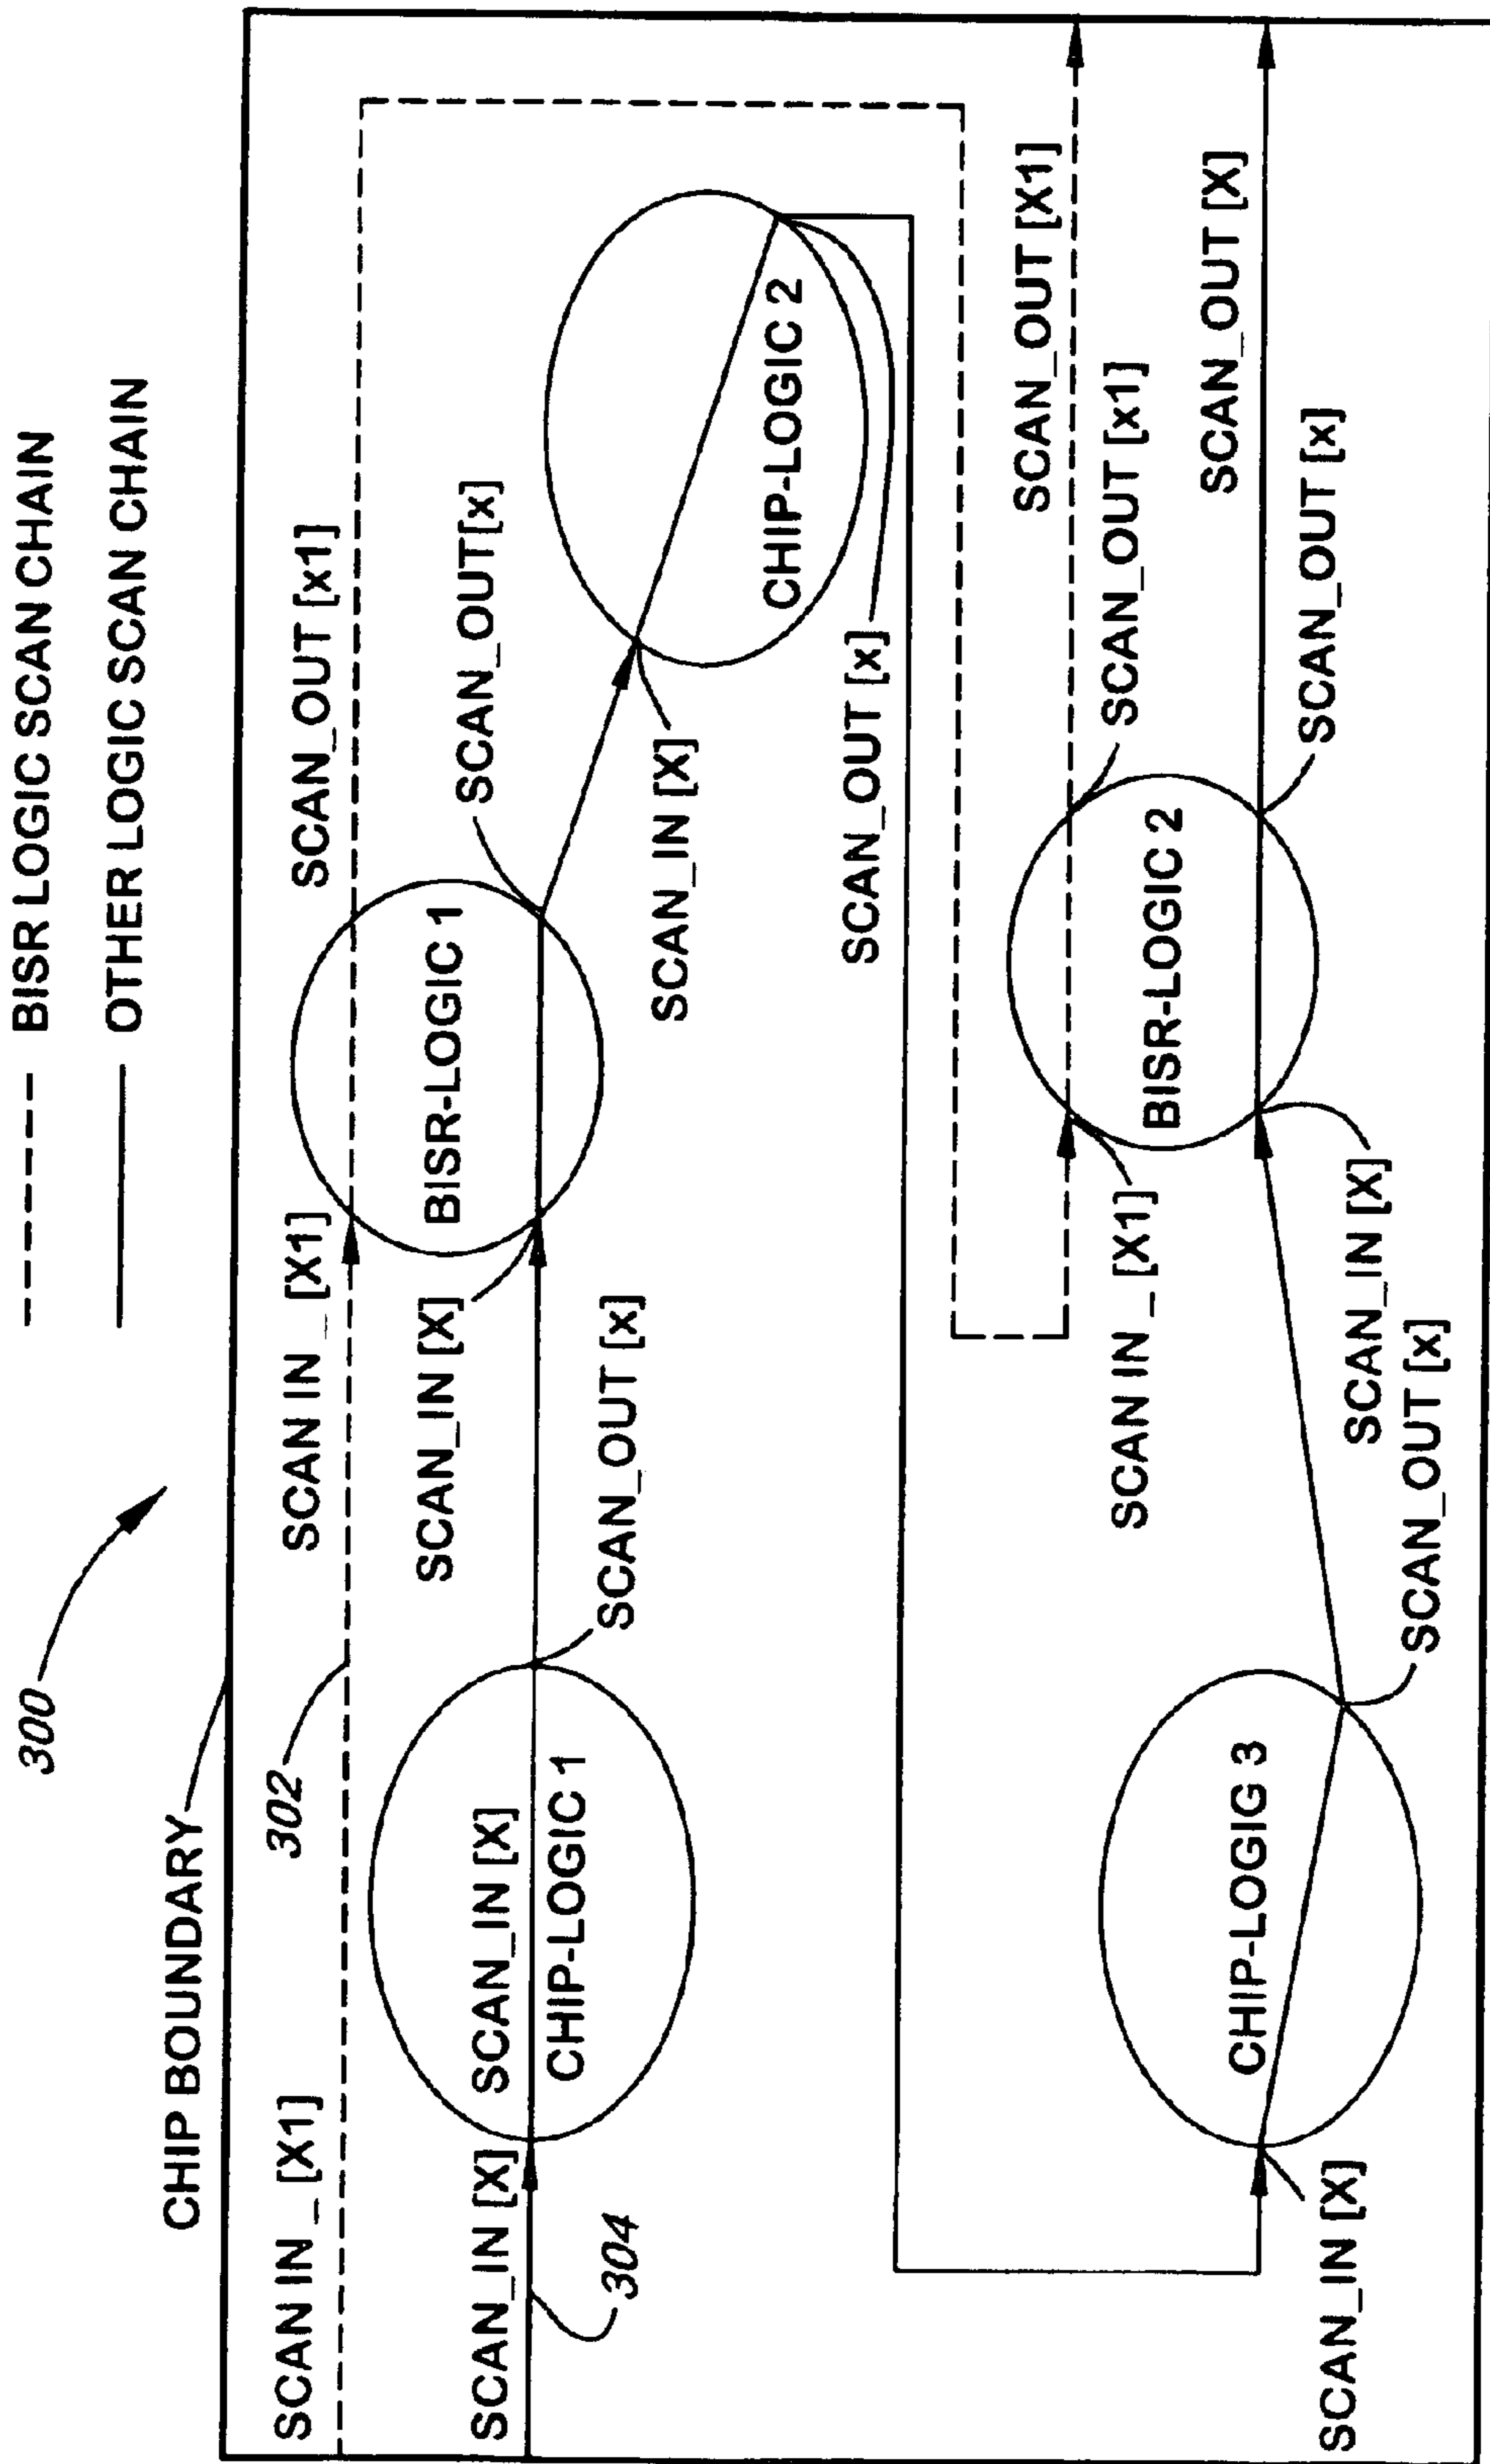 BISR LOGIC SCAN CHAIN
OTHER LOGIC SCAN CHAIN
300
CHIP BOUNDARY
302
SCAN IN_[X1]
SCAN IN_[X1]
SCAN_OUT [x1]
SCAN_IN [X]
SCAN_IN [X]
CHIP-LOGIC 1
304
SCAN_OUT [x]
SCAN_IN [X]
BISR-LOGIC 1
SCAN_OUT[x]
SCAN_IN [X]
CHIP-LOGIC 2
SCAN_OUT [x]
SCAN_IN [X]
CHIP-LOGIG 3
SCAN_OUT [x]
SCAN_IN [X]
SCAN IN_[X1]
BISR-LOGIC 2
SCAN_OUT [x1]
SCAN_OUT [X1]
SCAN_OUT [X]
SCAN_OUT [x]